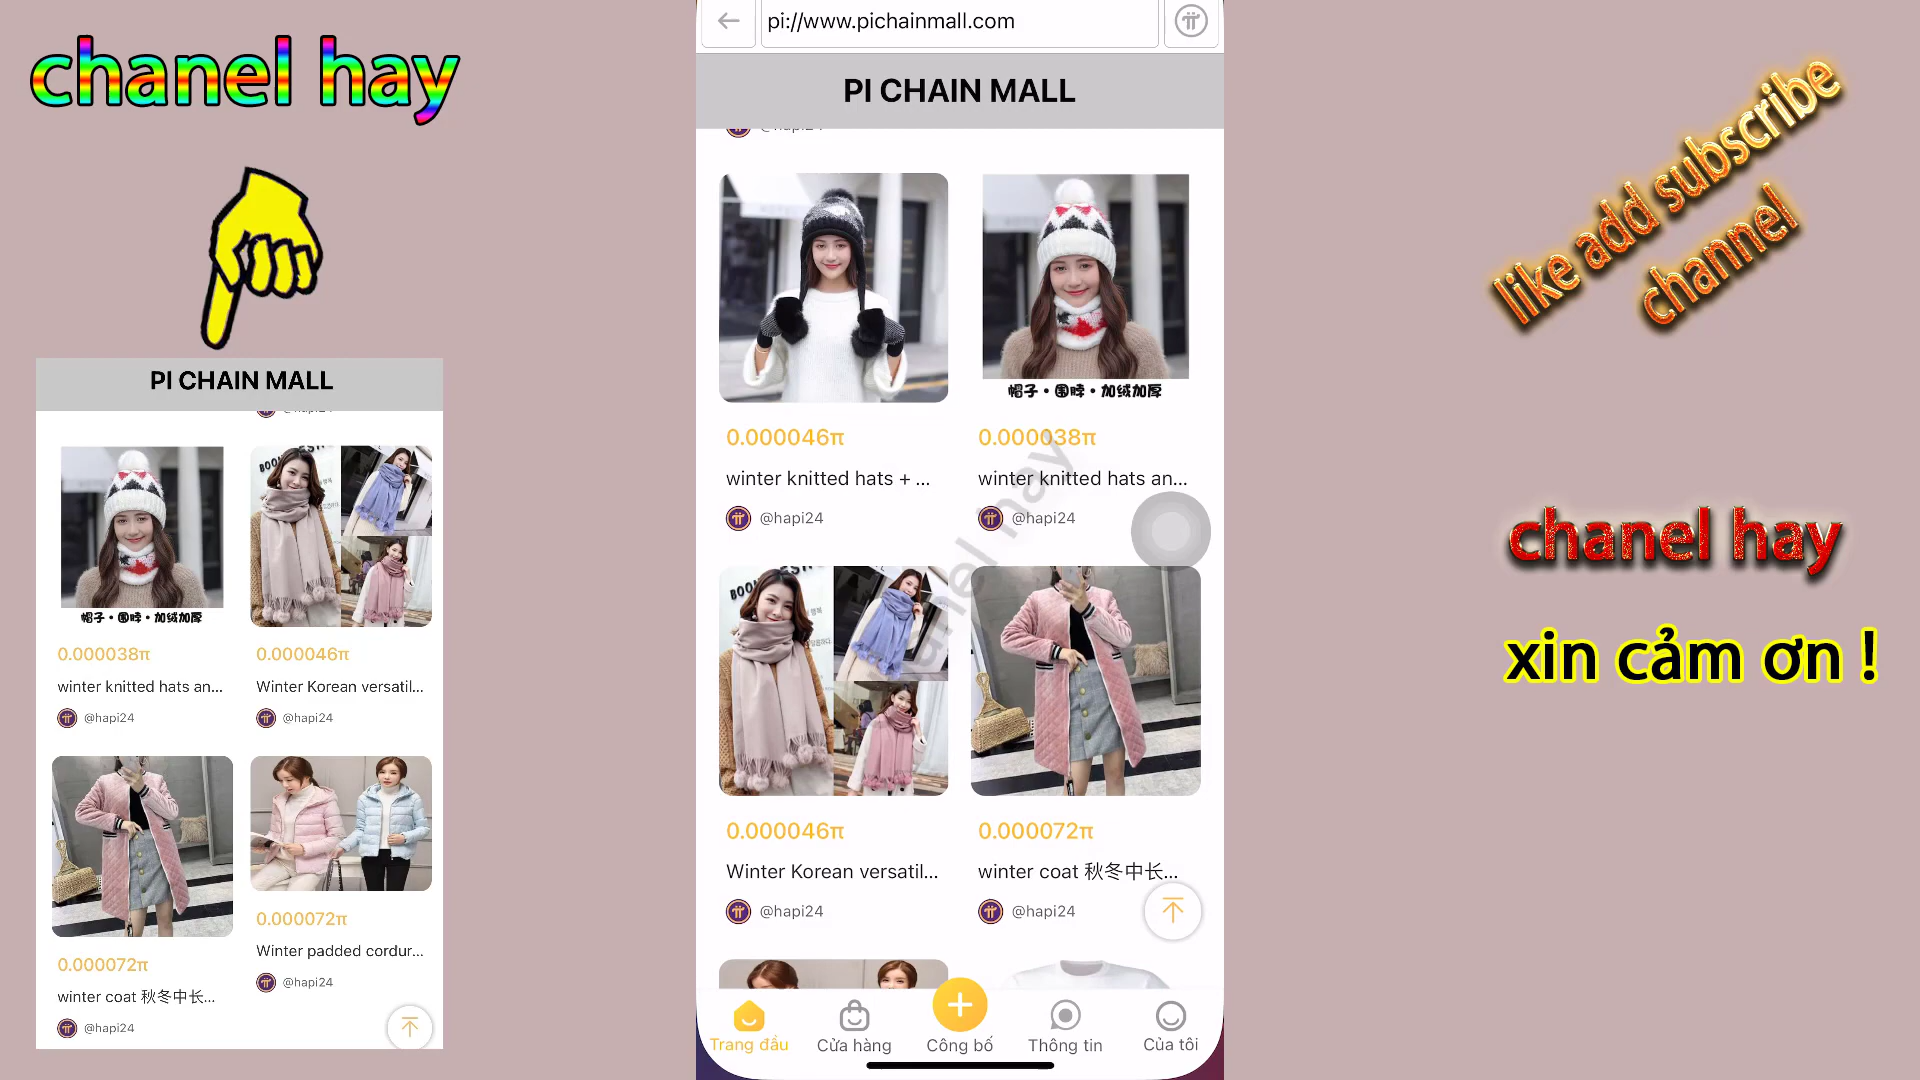 chanel hay
PI CHAIN MALL
@hapi24
BOOK
帽子•围脖•加绒加厚
0.000038π
0.000046π
winter knitted hats an...
Winter Korean versatil...
@hapi24
@hapi24
0.000072π
Winter padded cordur...
@hapi24
0.000072π
winter coat 秋冬中长...
@hapi24
pi://www.pichainmall.com
PI CHAIN MALL
@hapi24
帽子•围脖•加绒加厚
0.000046π
0.000038π
winter knitted hats + ...
winter knitted hats an...
@hapi24
@hapi24
anel hay
0.000046π
0.000072π
Winter Korean versatil...
winter coat 秋冬中长...
@hapi24
@hapi24
Trang đầu
Cửa hàng
Công bố
Thông tin
Của tôi
like add subscribe
channel
chanel hay
xin cảm ơn !